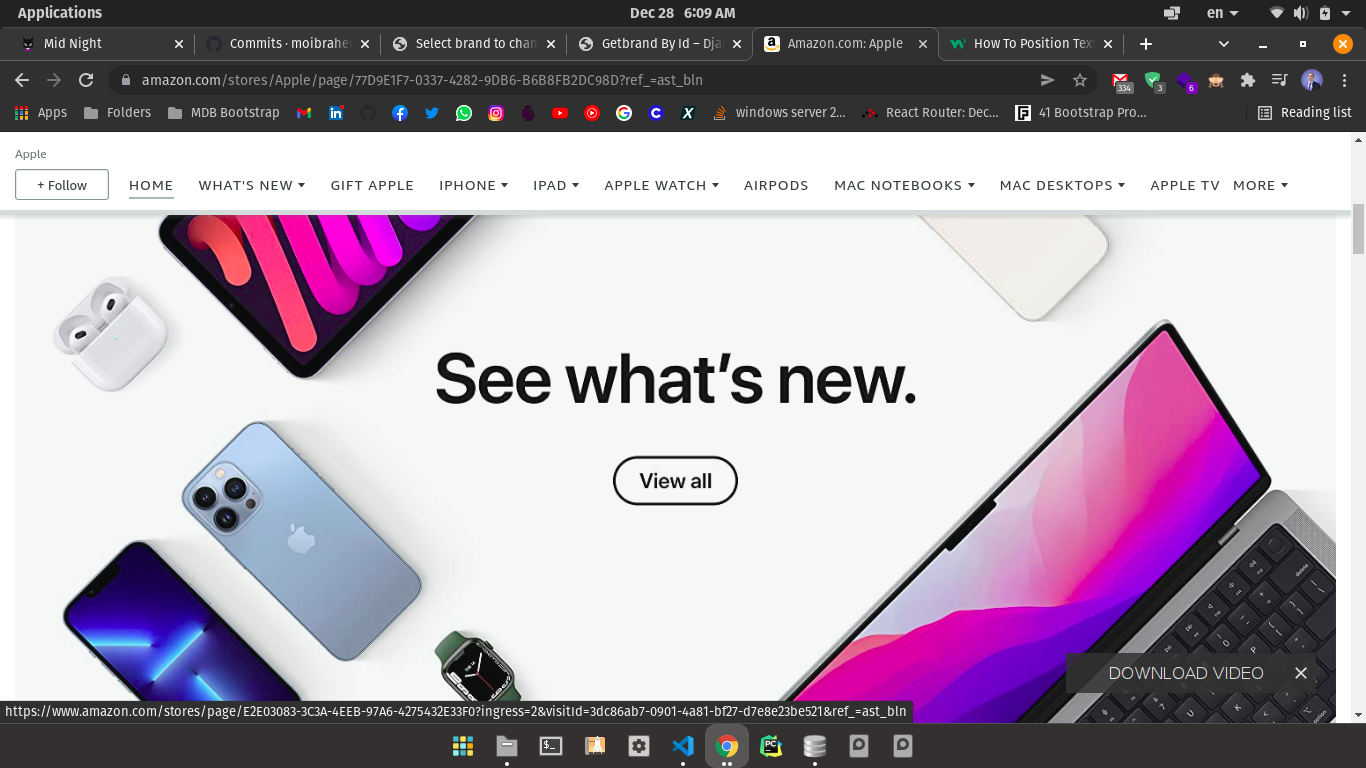 Applications
Dec 28 6:09 AM
en
Mid Night
Commits · moibrahe
Select brand to chan
Getbrand By Id – Dja
Amazon.com: Apple
How To Position Text
amazon.com/stores/Apple/page/77D9E1F7-0337-4282-9DB6-B6B8FB2DC98D?ref_=ast_bln
334
3
6
Apps
Folders
MDB Bootstrap
windows server 2...
React Router: Dec...
41 Bootstrap Pro...
Reading list
Apple
+ Follow
HOME
WHAT'S NEW
GIFT APPLE
IPHONE
IPAD
APPLE WATCH
AIRPODS
MAC NOTEBOOKS
MAC DESKTOPS
APPLE TV
MORE
See what’s new.
View all
DOWNLOAD VIDEO
https://www.amazon.com/stores/page/E2E03083-3C3A-4EEB-97A6-4275432E33F0?ingress=2&visitId=3dc86ab7-0901-4a81-bf27-d7e8e23be521&ref_=ast_bln